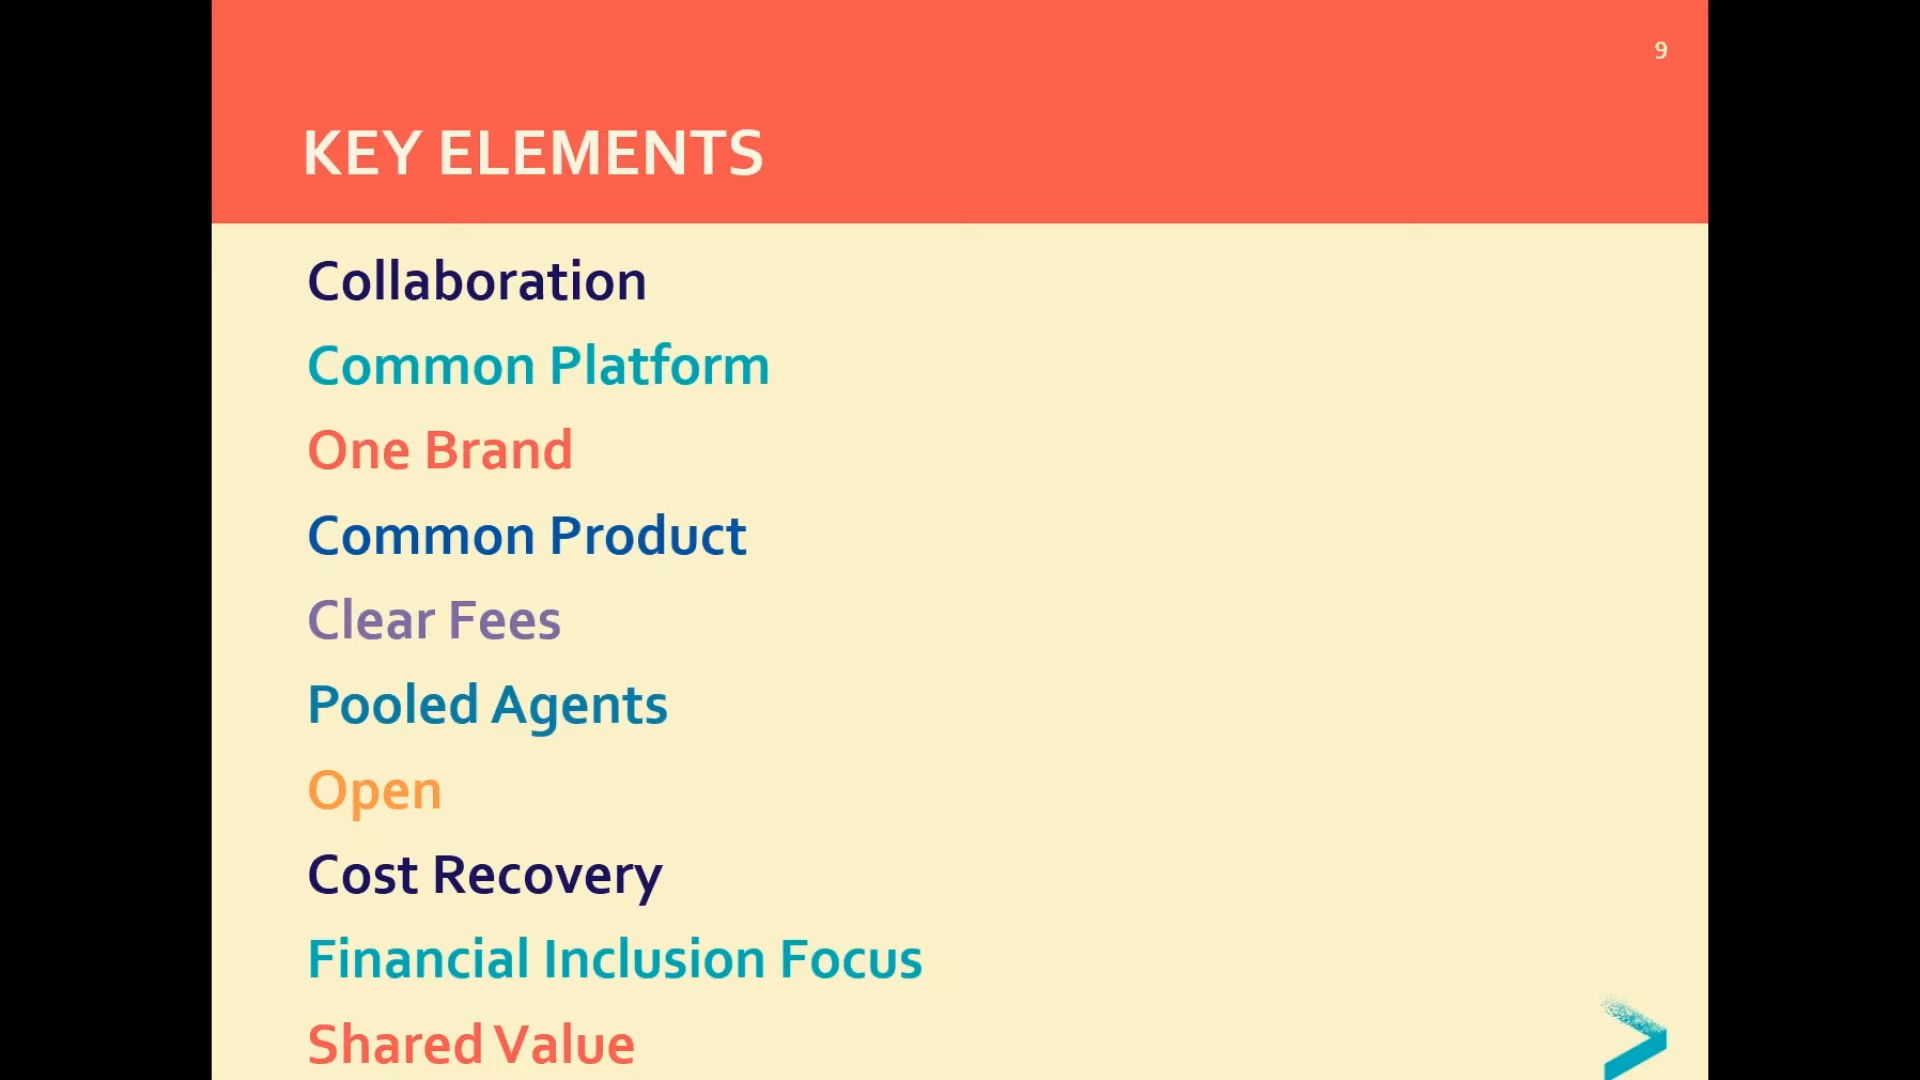 9
KEY ELEMENTS
Collaboration
Common Platform
One Brand
Common Product
Clear Fees
Pooled Agents
Open
Cost Recovery
Financial Inclusion Focus
Shared Value